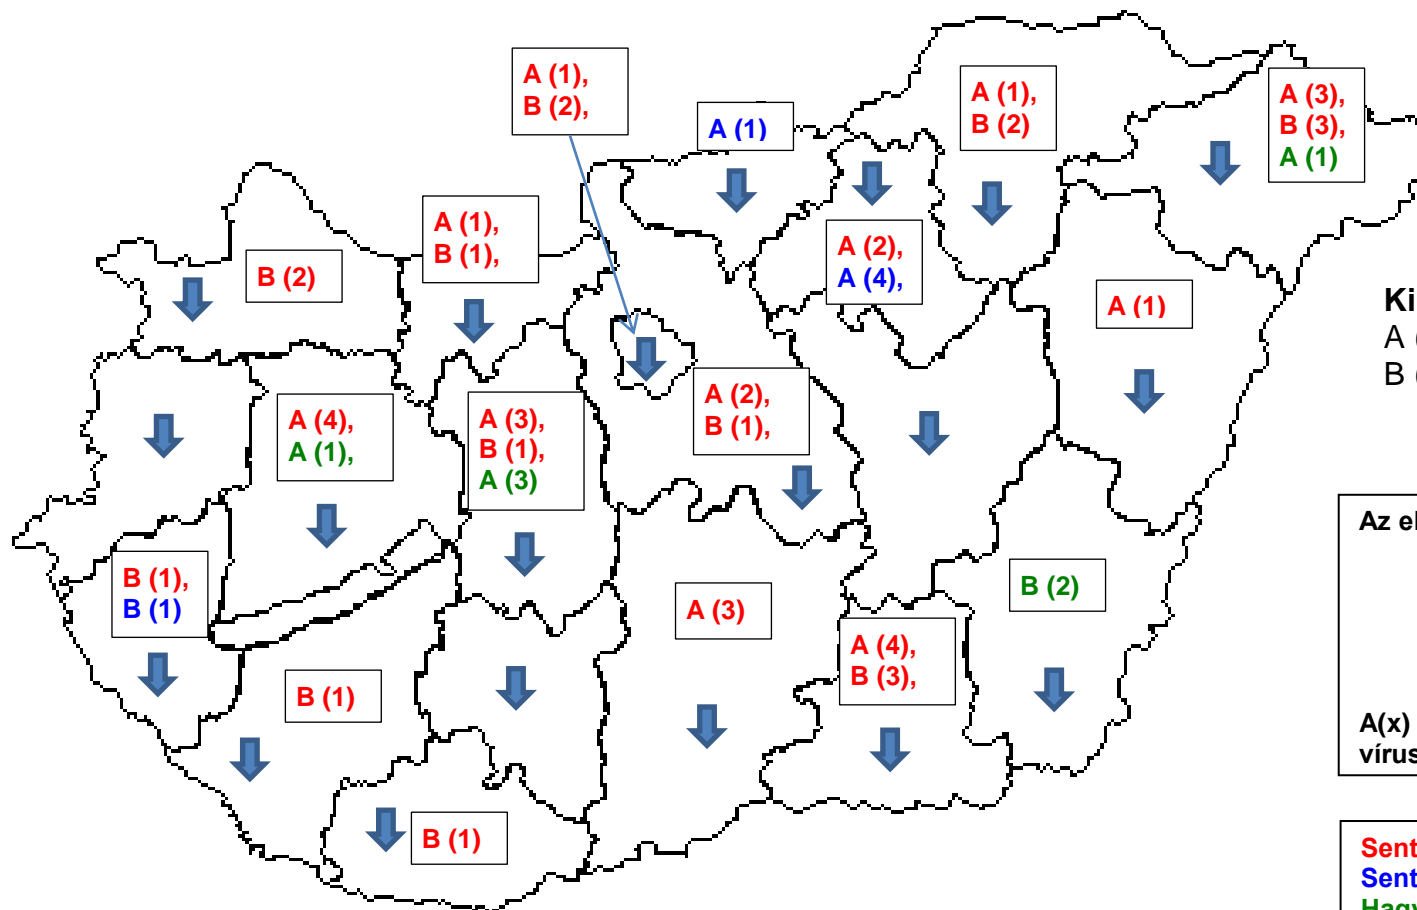 A (1),
B (2),
A (1)
A (1),
B (2)
A (3),
B (3),
A (1)
A (1),
B (1),
B (2)
A (2),
A (4),
A (1)
Ki
A (
B (
A (4),
A (1),
A (3),
B (1),
A (3)
A (2),
B (1),
Az el
B (1),
B (1)
A (3)
B (2)
A (4),
B (3),
B (1)
A(x)
vírus
B (1)
Sent
Sent
Hagy